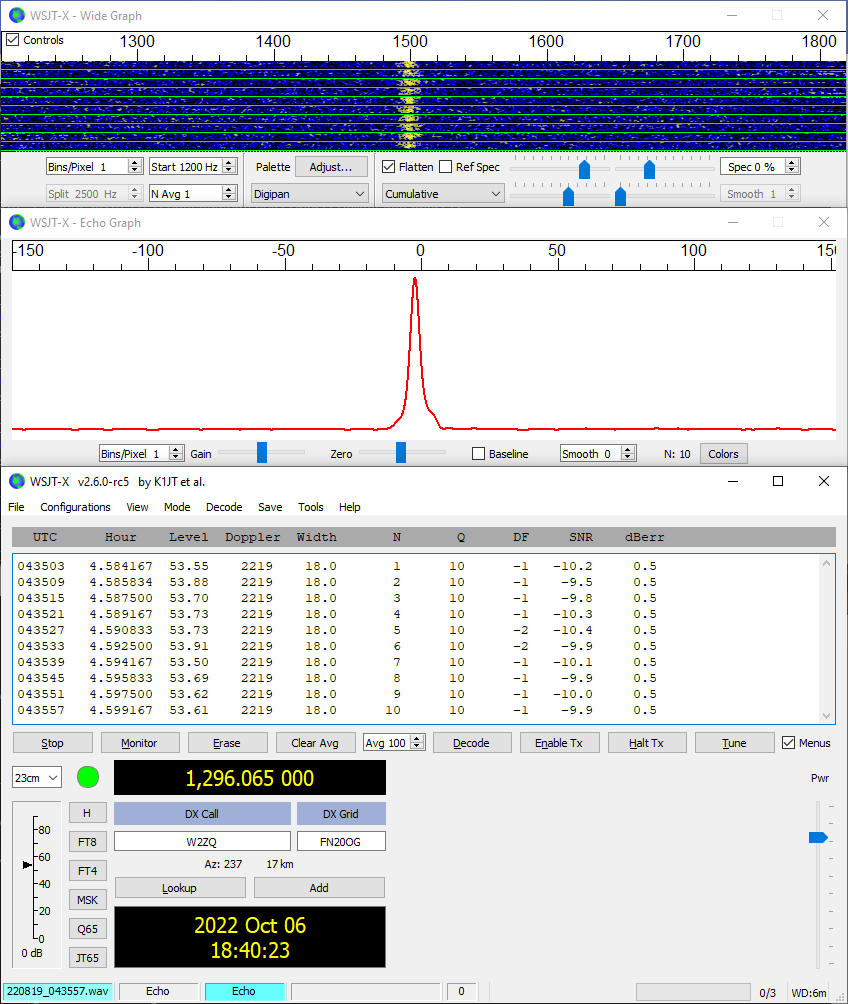 WSJT-X - Wide Graph
Controls 1300 1400 1500 1600 1700 1800
Bins/Pixel 1 Start 1200 Hz Palette Adjust... Flatten Ref Spec Spec 0 %
Split 2500 Hz N Avg 1 Digipan Cumulative Smooth 1
WSJT-X - Echo Graph
-150 -100 -50 0 50 100 150
Bins/Pixel 1 Gain Zero Baseline Smooth 0 N: 10 Colors
WSJT-X v2.6.0-rc5 by K1JT et al.
File Configurations View Mode Decode Save Tools Help
UTC Hour Level Doppler Width N Q DF SNR dBerr
043503 4.584167 53.55 2219 18.0 1 10 -1 -10.2 0.5
043509 4.585834 53.88 2219 18.0 2 10 -1 -9.5 0.5
043515 4.587500 53.70 2219 18.0 3 10 -1 -9.8 0.5
043521 4.589167 53.73 2219 18.0 4 10 -1 -10.3 0.5
043527 4.590833 53.73 2219 18.0 5 10 -2 -10.4 0.5
043533 4.592500 53.91 2219 18.0 6 10 -2 -9.9 0.5
043539 4.594167 53.50 2219 18.0 7 10 -1 -10.1 0.5
043545 4.595833 53.69 2219 18.0 8 10 -1 -9.9 0.5
043551 4.597500 53.62 2219 18.0 9 10 -1 -10.0 0.5
043557 4.599167 53.61 2219 18.0 10 10 -1 -9.9 0.5
Stop Monitor Erase Clear Avg Avg 100 Decode Enable Tx Halt Tx Tune Menus
23cm 1,296.065 000 Pwr
H DX Call DX Grid
-80
FT8 W2ZQ FN20OG
-60 Az: 237 17 km
FT4
-40 Lookup Add
MSK
-20 2022 Oct 06
Q65
-0 18:40:23
0 dB JT65
220819_043557.wav Echo Echo 0 0/3 WD:6m